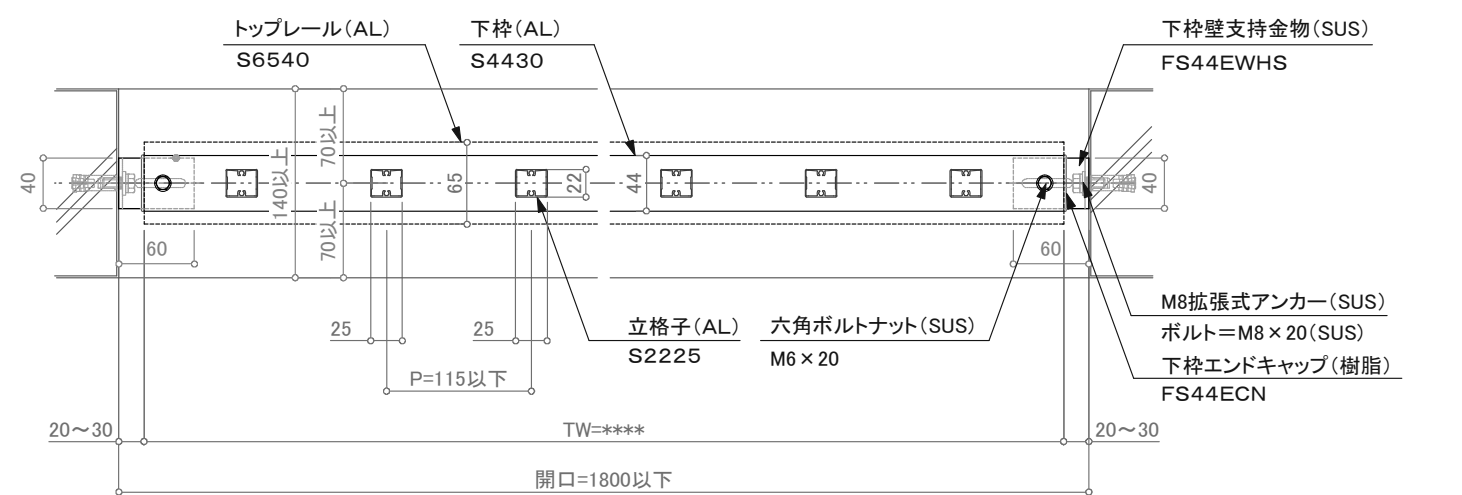 トップレール(AL)
S6540
下枠(AL)
S4430
下枠壁支持金物(SUS)
FS44EWHS
40
60
140以上
70以上
70以上
65
22
44
60
40
25
25
立格子(AL)
S2225
六角ボルトナット(SUS)
M6×20
M8拡張式アンカー(SUS)
ボルト=M8×20(SUS)
下枠エンドキャップ(樹脂)
FS44ECN
P=115以下
20～30
TW=****
20～30
開口=1800以下